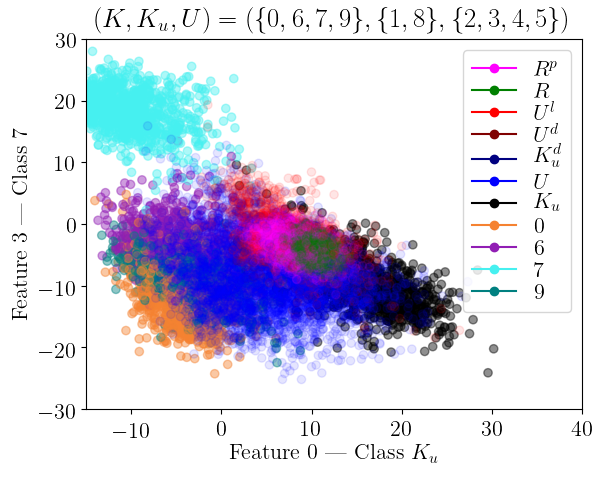 (K, K_u, U) = ({0, 6, 7, 9}, {1, 8}, {2, 3, 4, 5})
30
20
10
0
−10
−20
−30
−10 0 10 20 30 40
Feature 3 — Class 7
Feature 0 — Class K_u
R^p
R
U^l
U^d
K_u^d
U
K_u
0
6
7
9